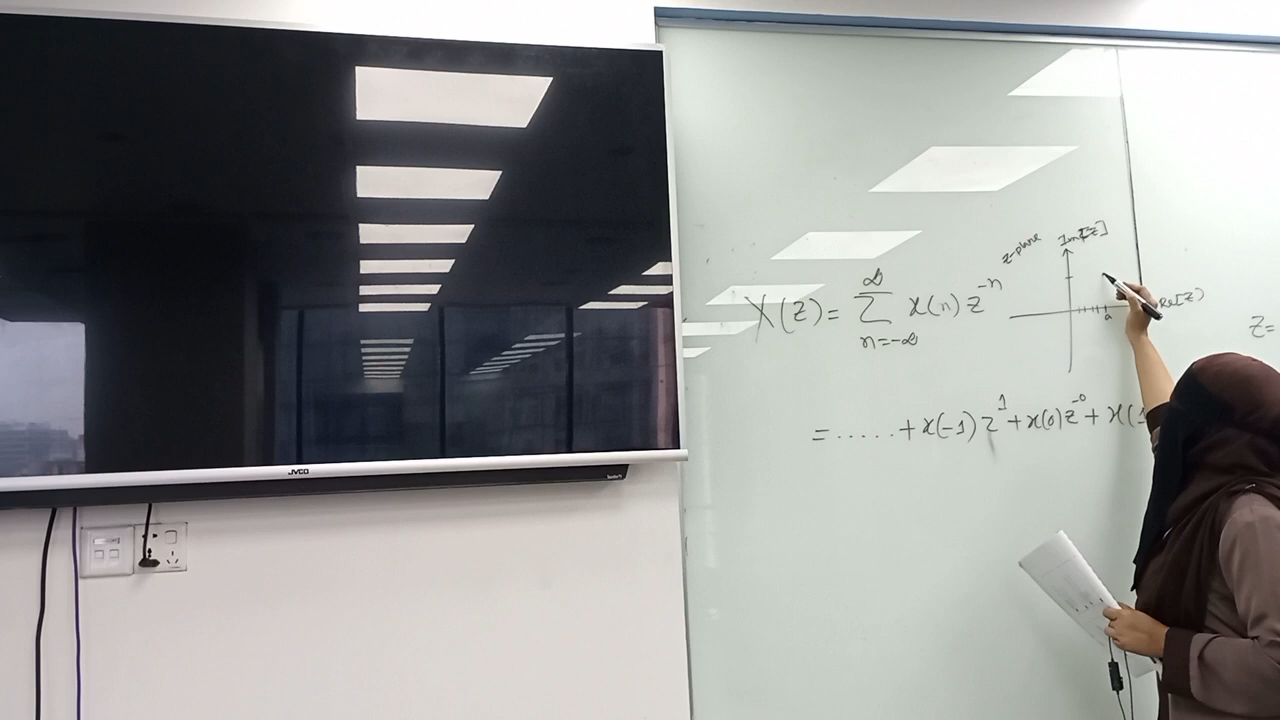 JVCO
z-plane
Im[z]
Re[z]
a
X(z) = ∞ Σ n=-∞ x(n) z^-n
z=
= ..... + x(-1) z^1 + x(0) z^-0 + x(1